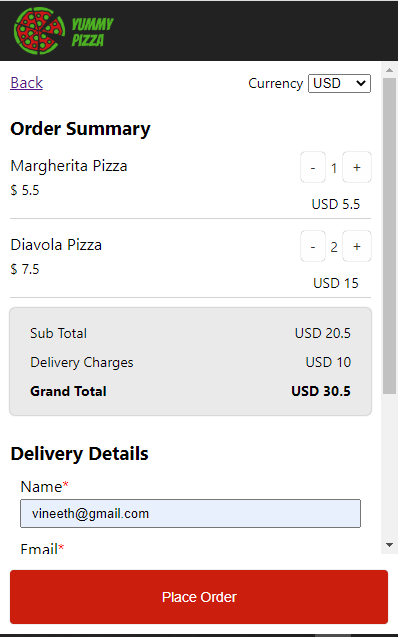 YUMMY
PIZZA
Back
Currency USD
Order Summary
Margherita Pizza
- 1 +
$ 5.5
USD 5.5
Diavola Pizza
- 2 +
$ 7.5
USD 15
Sub Total USD 20.5
Delivery Charges USD 10
Grand Total USD 30.5
Delivery Details
Name*
vineeth@gmail.com
Email*
Place Order